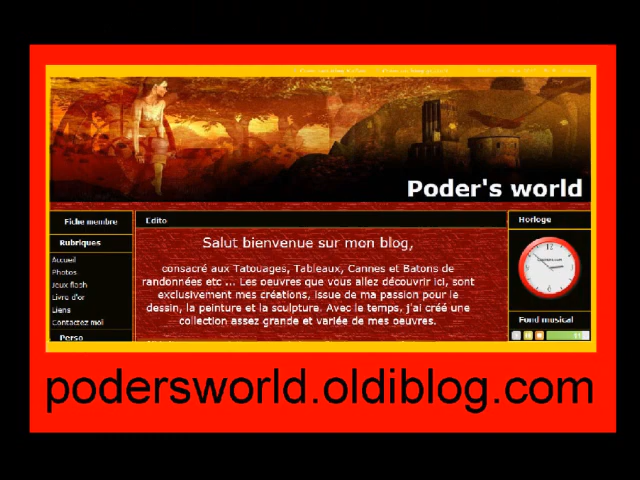 Poder's world
Fiche membre
Edito
Horloge
Rubriques
Salut bienvenue sur mon blog,
Accueil
Photos
Jeux flash
Livre d'or
Liens
Contactez moi
Perso
consacré aux Tatouages, Tableaux, Cannes et Batons de
randonnées etc ... Les oeuvres que vous allez découvrir ici, sont
exclusivement mes créations, issue de ma passion pour le
dessin, la peinture et la sculpture. Avec le temps, j'ai créé une
collection assez grande et variée de mes oeuvres.
Fond musical
podersworld.oldiblog.com